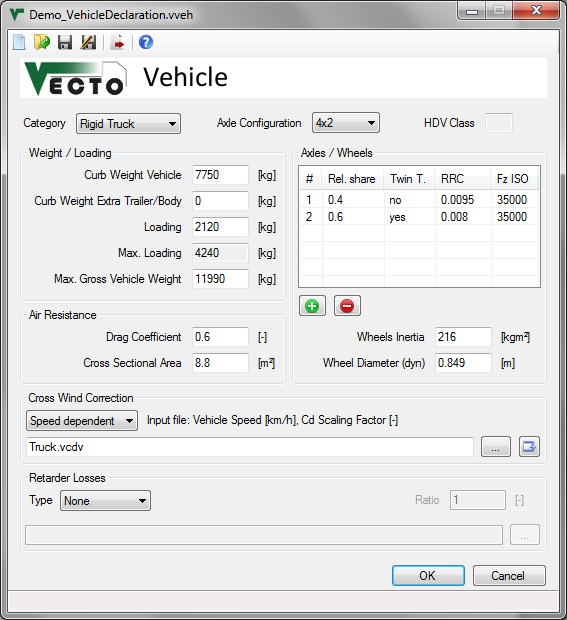 Demo_VehicleDeclaration.vveh
VECTO Vehicle
Category Rigid Truck Axle Configuration 4x2 HDV Class
Weight / Loading
Curb Weight Vehicle 7750 [kg]
Curb Weight Extra Trailer/Body 0 [kg]
Loading 2120 [kg]
Max. Loading 4240 [kg]
Max. Gross Vehicle Weight 11990 [kg]
Axles / Wheels
# Rel. share Twin T. RRC Fz ISO
1 0.4 no 0.0095 35000
2 0.6 yes 0.008 35000
Air Resistance
Drag Coefficient 0.6 [-]
Cross Sectional Area 8.8 [m²]
Wheels Inertia 216 [kgm²]
Wheel Diameter (dyn) 0.849 [m]
Cross Wind Correction
Speed dependent Input file: Vehicle Speed [km/h], Cd Scaling Factor [-]
Truck.vcdv ...
Retarder Losses
Type None Ratio 1 [-]
...
OK Cancel